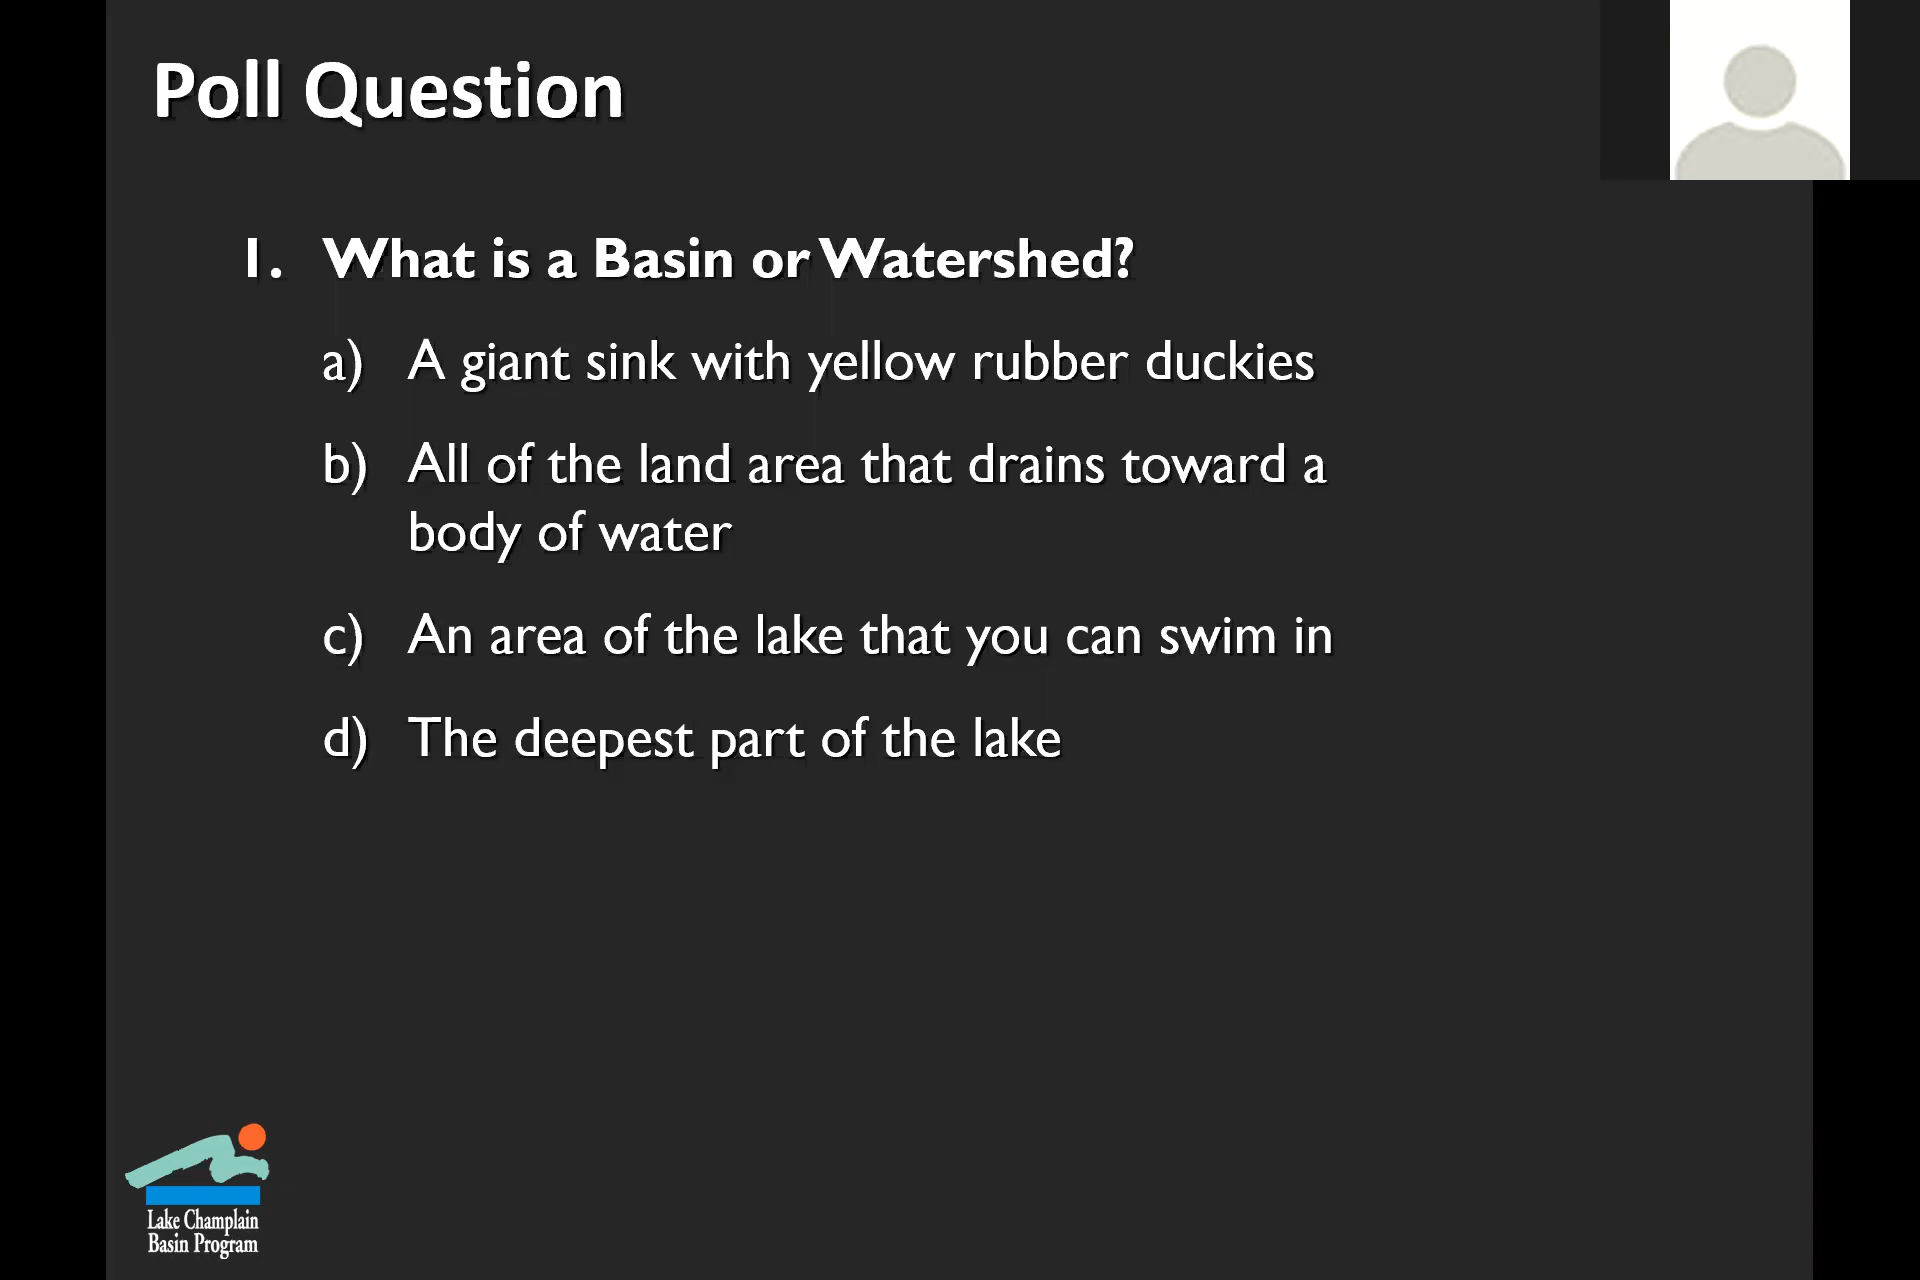 Poll Question
1. What is a Basin or Watershed?
a) A giant sink with yellow rubber duckies
b) All of the land area that drains toward a
body of water
c) An area of the lake that you can swim in
d) The deepest part of the lake
Lake Champlain
Basin Program